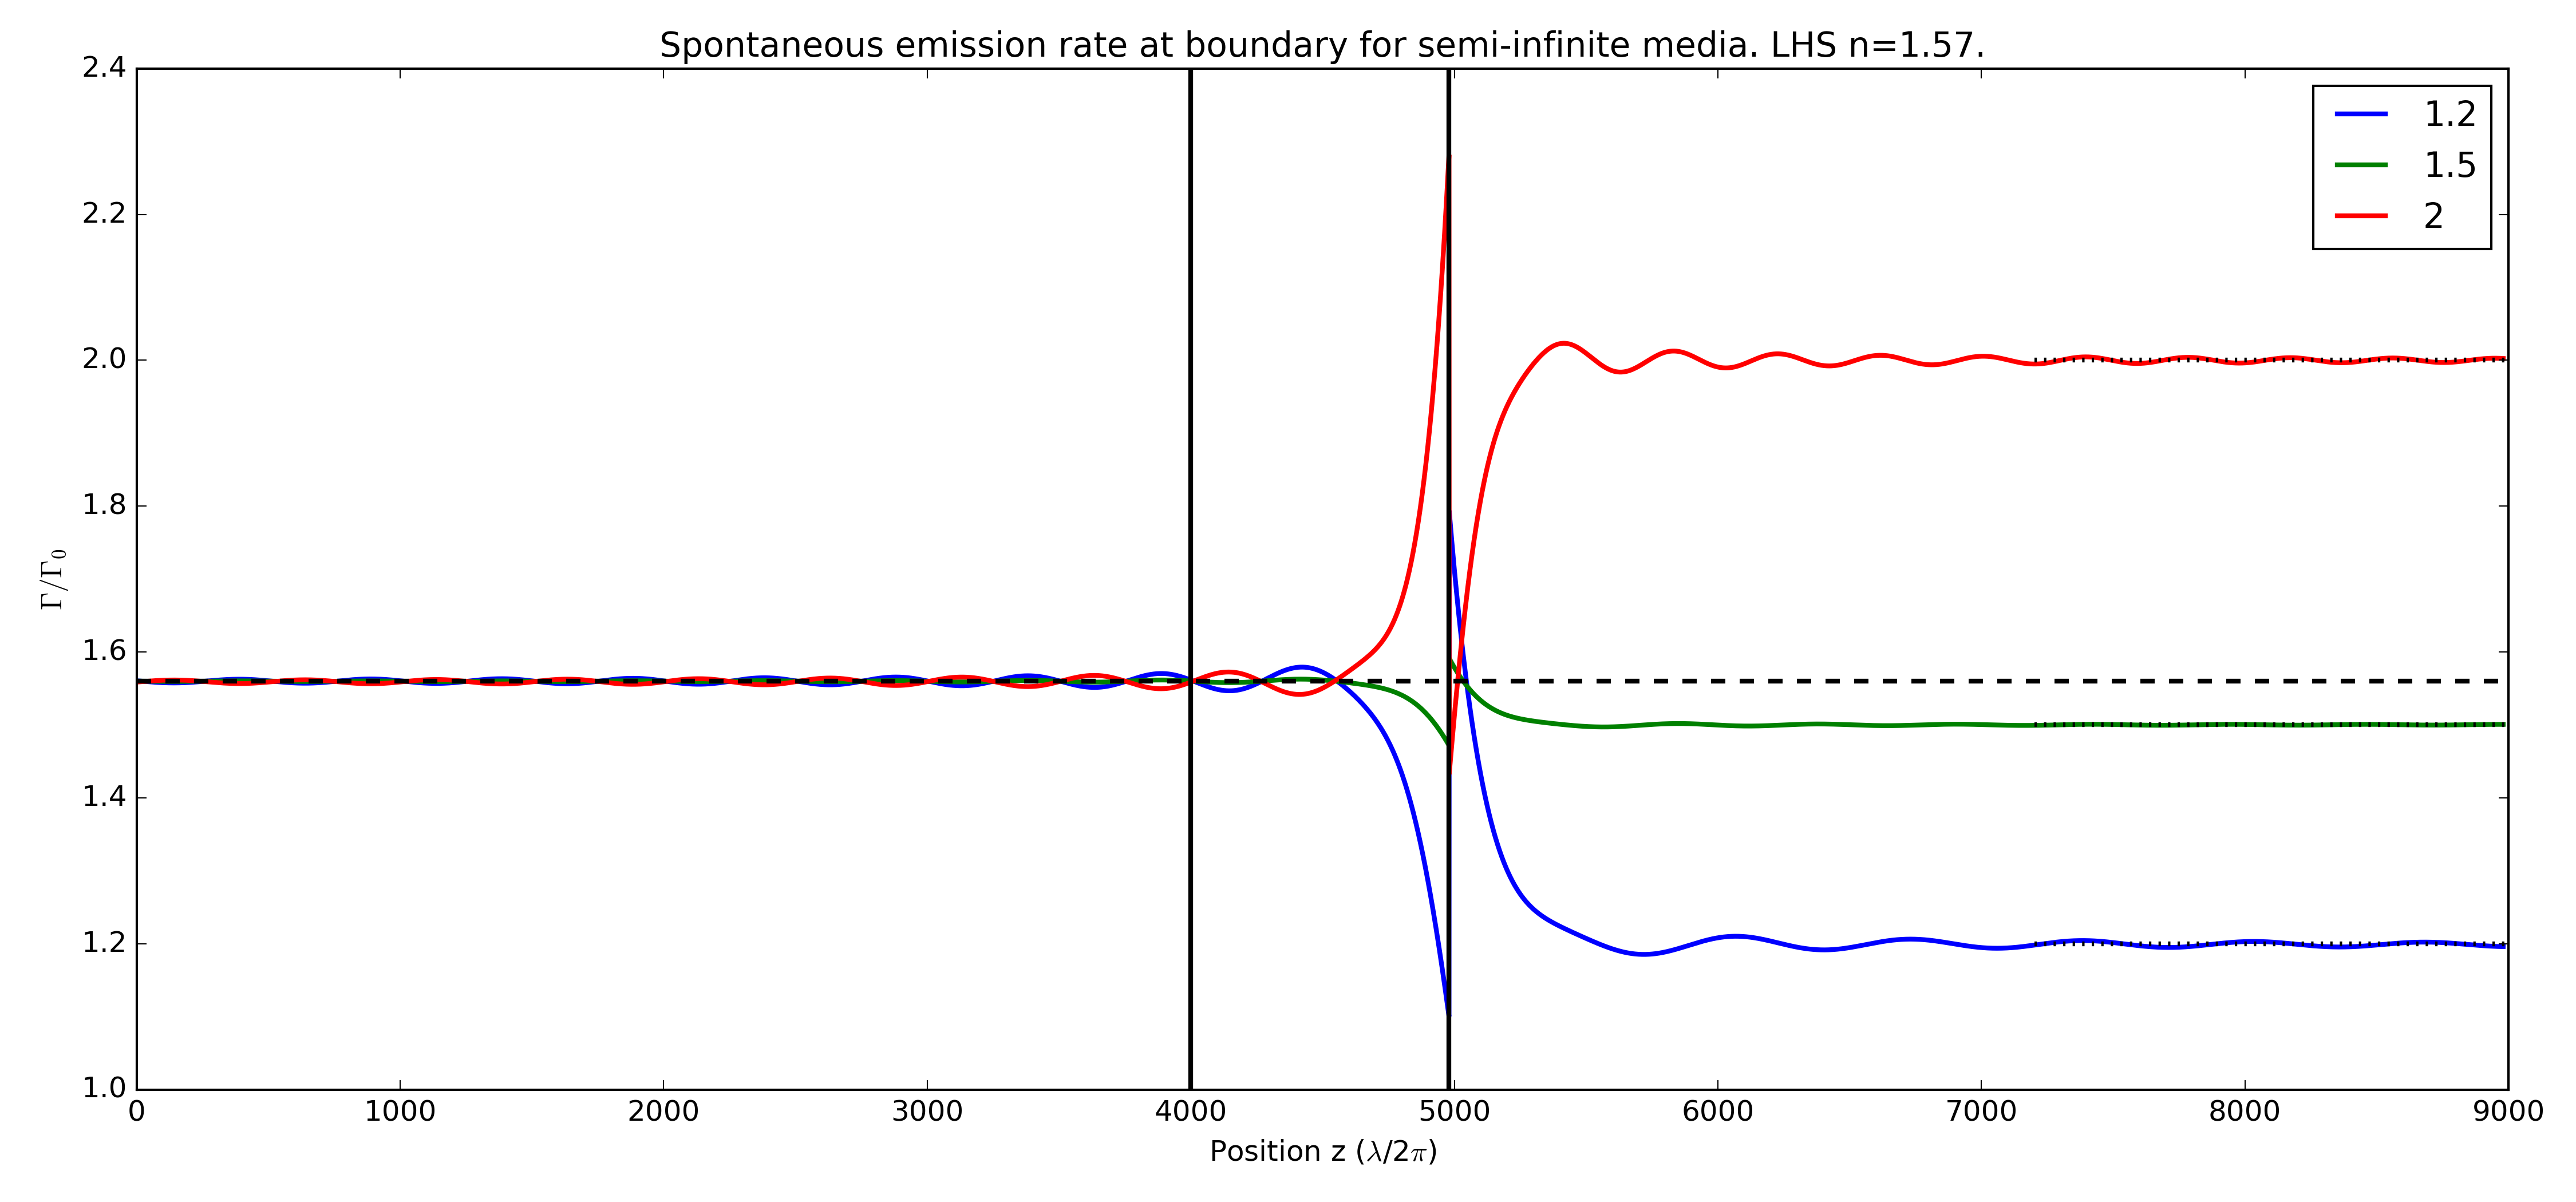 Spontaneous emission rate at boundary for semi-infinite media. LHS n=1.57.
2.4
2.2
2.0
1.8
1.6
1.4
1.2
1.0
Γ/Γ₀
1.2
1.5
2
0 1000 2000 3000 4000 5000 6000 7000 8000 9000
Position z (λ/2π)